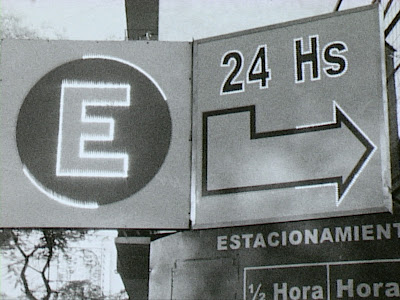 E
24 Hs
ESTACIONAMIENT
½ Hora Hora